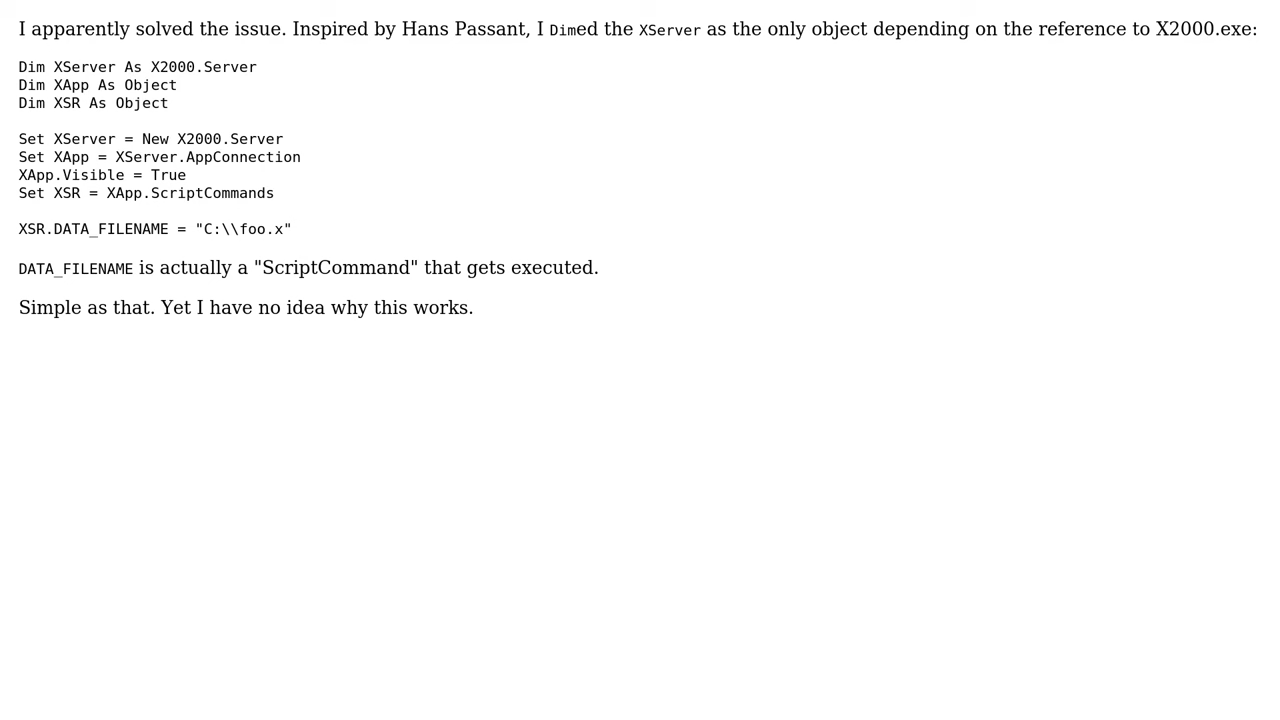 I apparently solved the issue. Inspired by Hans Passant, I Dimed the XServer as the only object depending on the reference to X2000.exe:
Dim XServer As X2000.Server
Dim XApp As Object
Dim XSR As Object
Set XServer = New X2000.Server
Set XApp = XServer.AppConnection
XApp.Visible = True
Set XSR = XApp.ScriptCommands
XSR.DATA_FILENAME = "C:\\foo.x"
DATA_FILENAME is actually a "ScriptCommand" that gets executed.
Simple as that. Yet I have no idea why this works.